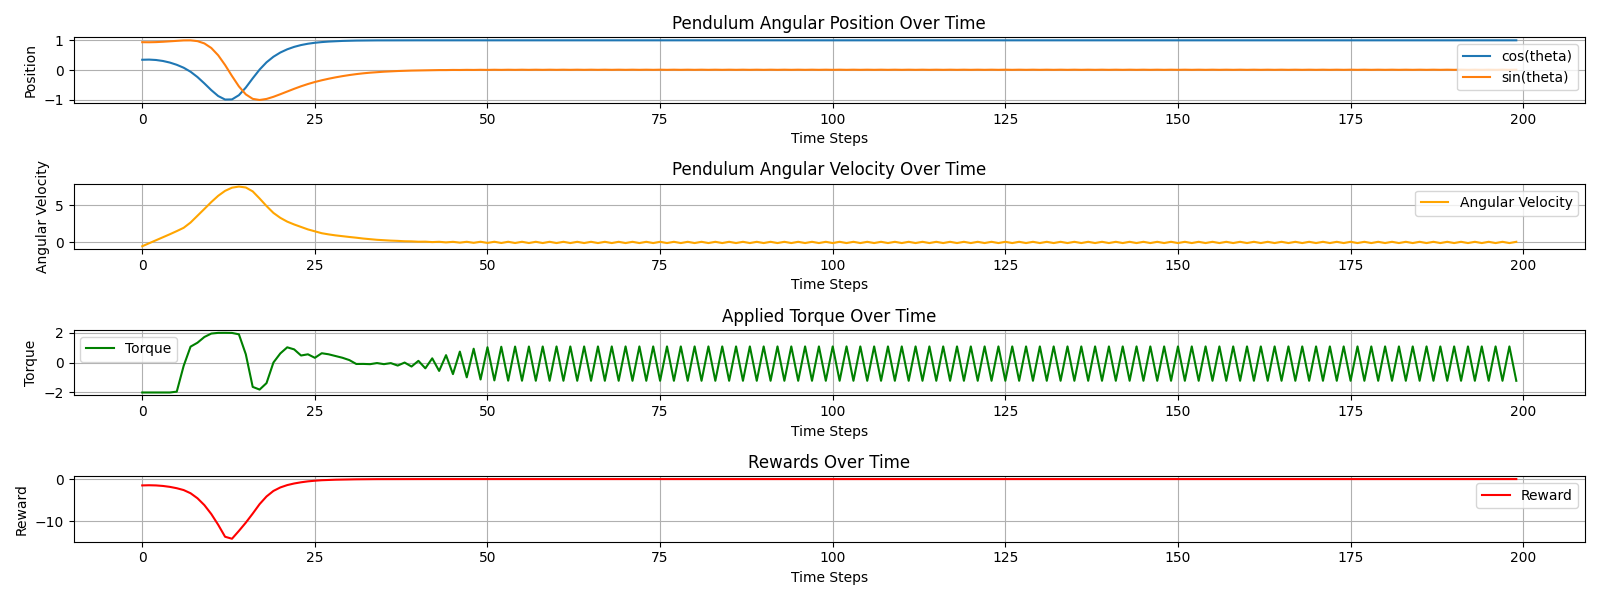 Pendulum Angular Position Over Time
Position
1
0
−1
cos(theta)
sin(theta)
0 25 50 75 100 125 150 175 200
Time Steps
Pendulum Angular Velocity Over Time
Angular Velocity
5
0
Angular Velocity
0 25 50 75 100 125 150 175 200
Time Steps
Applied Torque Over Time
Torque
2
0
−2
Torque
0 25 50 75 100 125 150 175 200
Time Steps
Rewards Over Time
Reward
0
−10
Reward
0 25 50 75 100 125 150 175 200
Time Steps